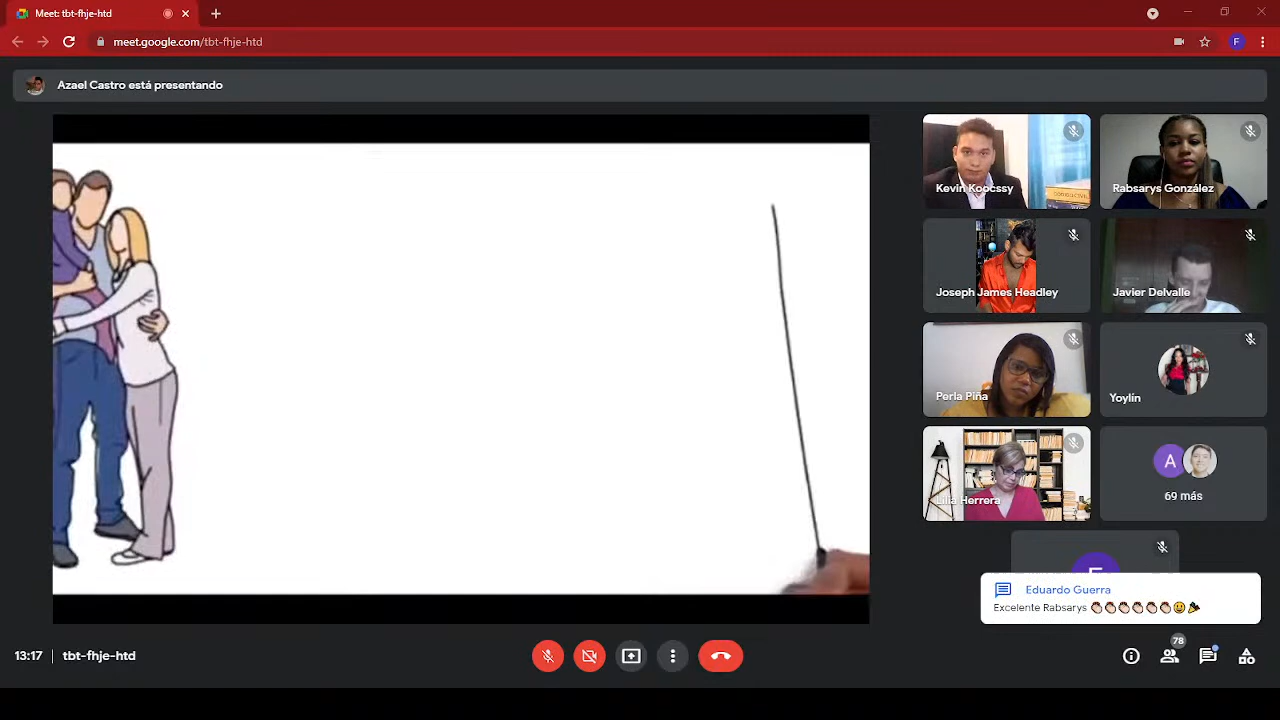 Meet: tbt-fhje-htd
meet.google.com/tbt-fhje-htd
F
Azael Castro está presentando
Kevin Koocssy
Rabsarys González
Joseph James Headley
Javier Delvalle
Perla Piña
Yoylín
Lilia Herrera
A
69 más
Eduardo Guerra
Excelente Rabsarys 👏👏👏👏👏👏😃🎉
13:17 | tbt-fhje-htd
78